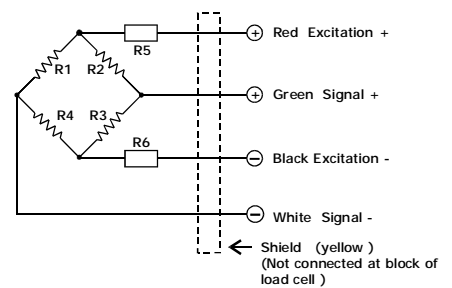 R5
Red Excitation +
R1
R2
Green Signal +
R4
R3
R6
Black Excitation -
White Signal -
Shield (yellow )
(Not connected at block of
load cell )